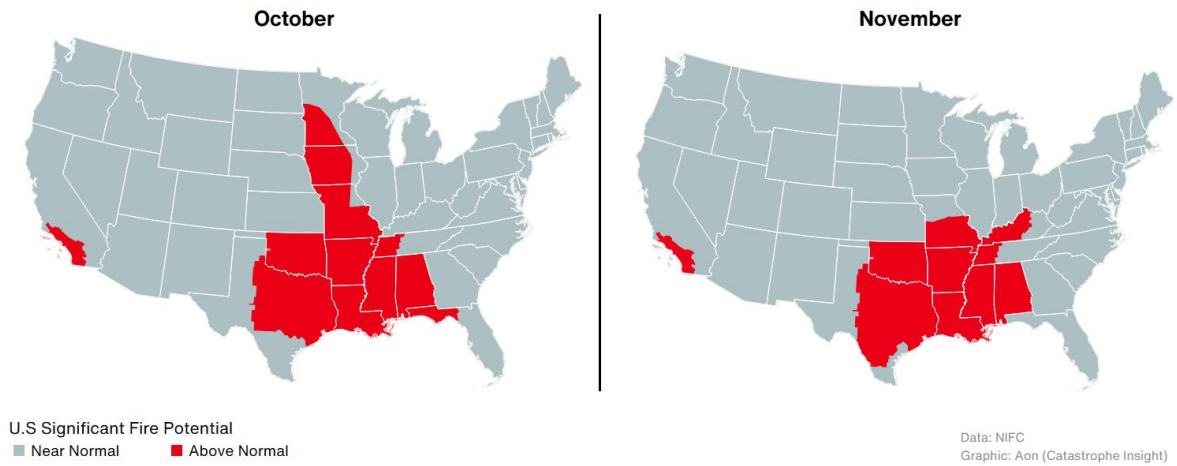 October
November
U.S Significant Fire Potential
Near Normal
Above Normal
Data: NIFC
Graphic: Aon (Catastrophe Insight)